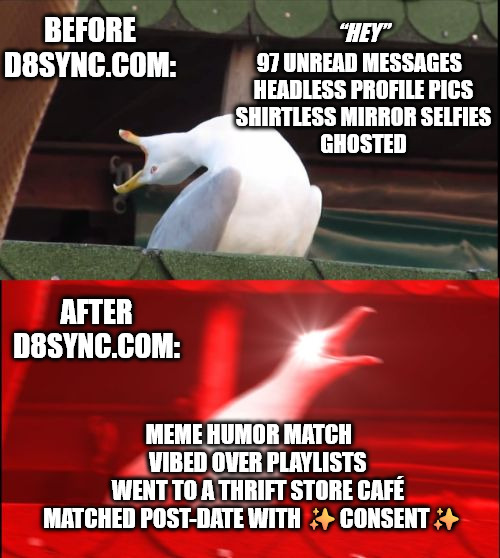 BEFORE
D8SYNC.COM:
“HEY”
97 UNREAD MESSAGES
HEADLESS PROFILE PICS
SHIRTLESS MIRROR SELFIES
GHOSTED
AFTER
D8SYNC.COM:
MEME HUMOR MATCH
VIBED OVER PLAYLISTS
WENT TO A THRIFT STORE CAFÉ
MATCHED POST-DATE WITH ✨ CONSENT ✨